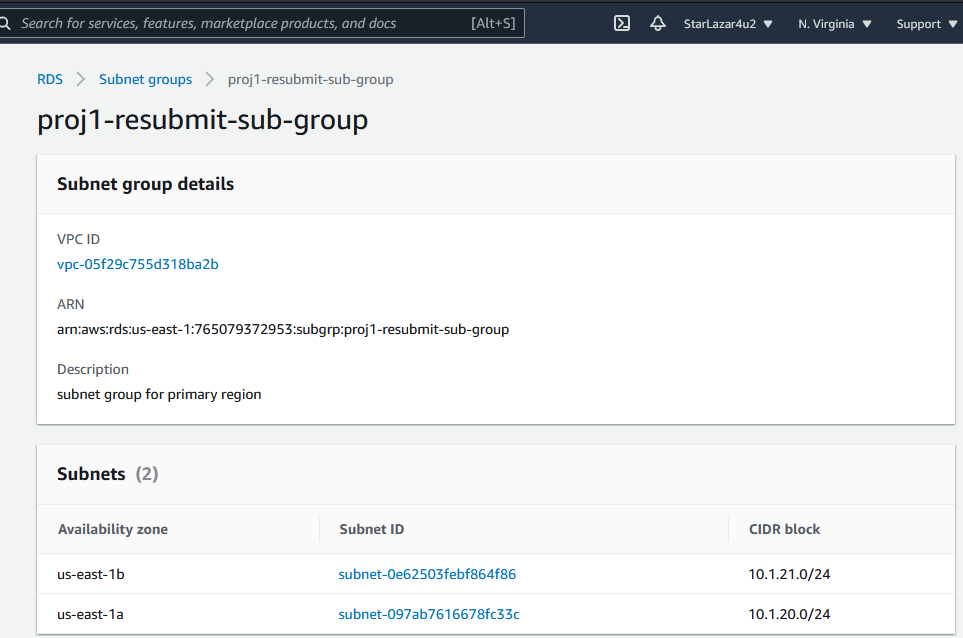 Search for services, features, marketplace products, and docs [Alt+S] StarLazar4u2 N. Virginia Support
RDS Subnet groups proj1-resubmit-sub-group
proj1-resubmit-sub-group
Subnet group details
VPC ID
vpc-05f29c755d318ba2b
ARN
arn:aws:rds:us-east-1:765079372953:subgrp:proj1-resubmit-sub-group
Description
subnet group for primary region
Subnets (2)
Availability zone Subnet ID CIDR block
us-east-1b subnet-0e62503febf864f86 10.1.21.0/24
us-east-1a subnet-097ab7616678fc33c 10.1.20.0/24